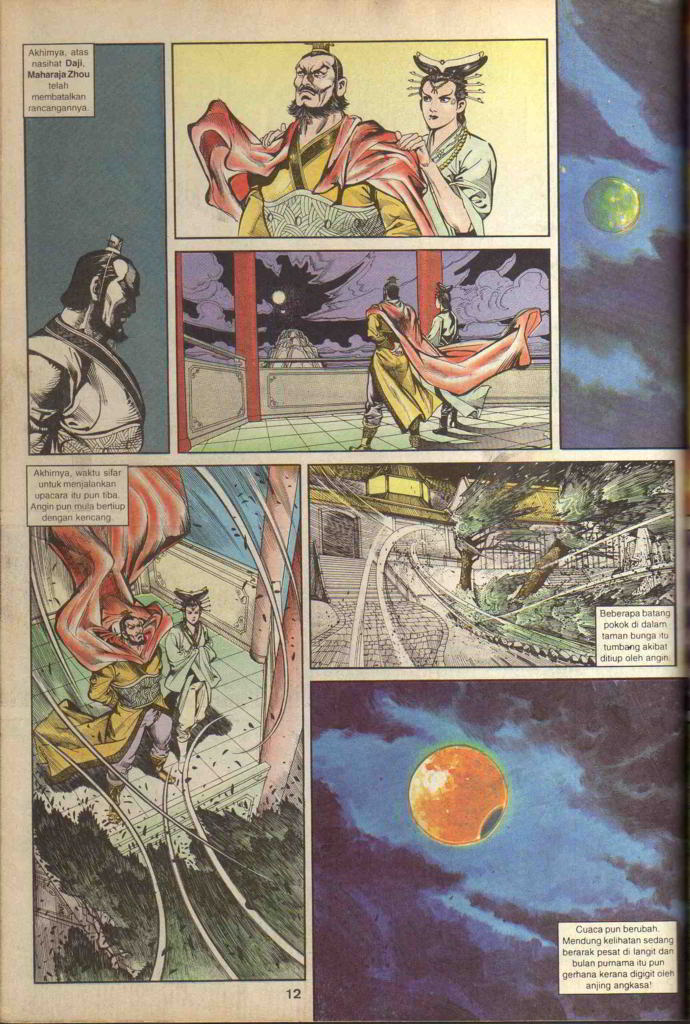 Akhirnya, atas
nasihat Daji,
Maharaja Zhou
telah
membatalkan
rancangannya.
Akhirnya, waktu sifar
untuk menjalankan
upacara itu pun tiba.
Angin pun mula bertiup
dengan kencang.
Beberapa batang
pokok di dalam
taman bunga itu
tumbang akibat
ditiup oleh angin.
Cuaca pun berubah.
Mendung kelihatan sedang
berarak pesat di langit dan
bulan purnama itu pun
gerhana kerana digigit oleh
anjing angkasa!
12